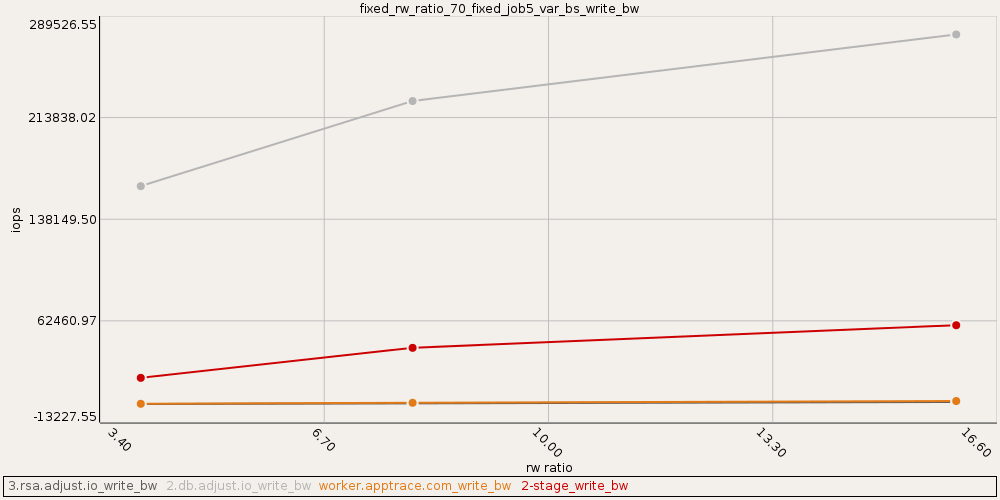 fixed_rw_ratio_70_fixed_job5_var_bs_write_bw
289526.55
213838.02
138149.50
62460.97
-13227.55
iops
3.40
6.70
10.00
13.30
16.60
rw ratio
3.rsa.adjust.io_write_bw 2.db.adjust.io_write_bw worker.apptrace.com_write_bw 2-stage_write_bw